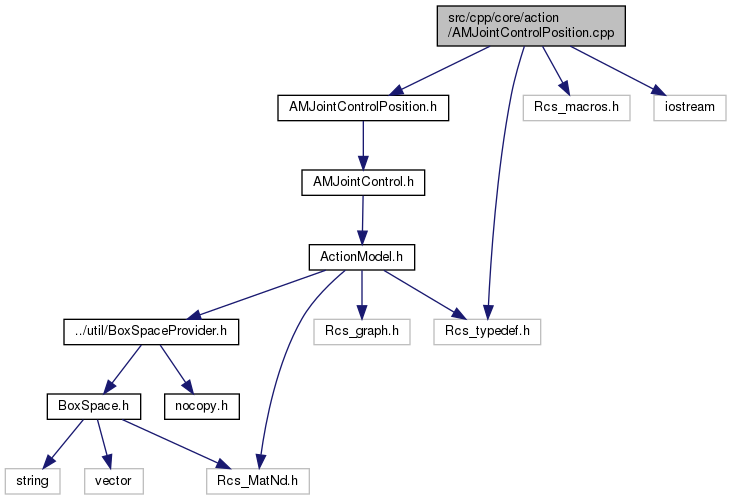 src/cpp/core/action
/AMJointControlPosition.cpp
AMJointControlPosition.h
Rcs_macros.h
iostream
AMJointControl.h
ActionModel.h
../util/BoxSpaceProvider.h
Rcs_graph.h
Rcs_typedef.h
BoxSpace.h
nocopy.h
string
vector
Rcs_MatNd.h